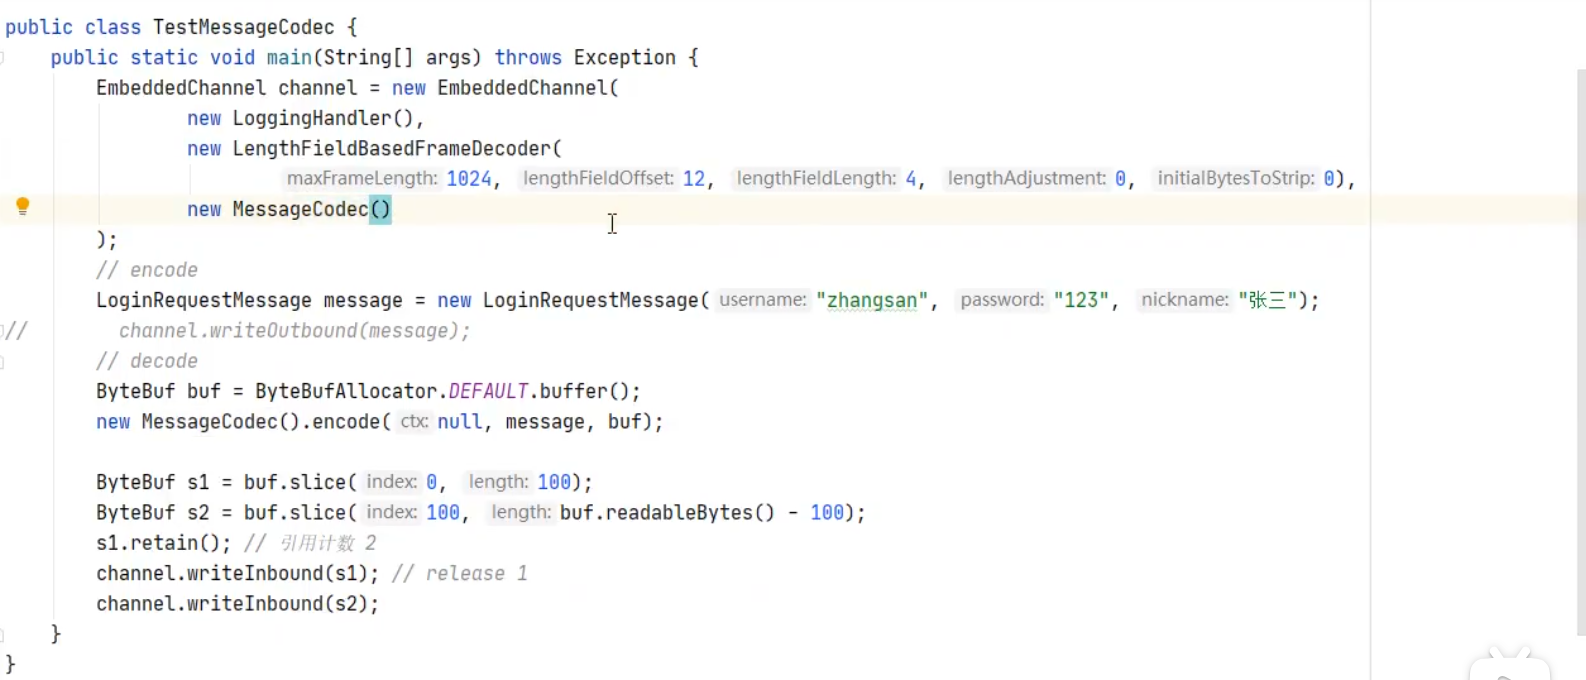 public class TestMessageCodec {
    public static void main(String[] args) throws Exception {
        EmbeddedChannel channel = new EmbeddedChannel(
                new LoggingHandler(),
                new LengthFieldBasedFrameDecoder(
                        maxFrameLength: 1024, lengthFieldOffset: 12, lengthFieldLength: 4, lengthAdjustment: 0, initialBytesToStrip: 0),
                new MessageCodec()
        );
        // encode
        LoginRequestMessage message = new LoginRequestMessage( username: "zhangsan", password: "123", nickname: "张三");
//        channel.writeOutbound(message);
        // decode
        ByteBuf buf = ByteBufAllocator.DEFAULT.buffer();
        new MessageCodec().encode( ctx: null, message, buf);

        ByteBuf s1 = buf.slice( index: 0, length: 100);
        ByteBuf s2 = buf.slice( index: 100, length: buf.readableBytes() - 100);
        s1.retain(); // 引用计数 2
        channel.writeInbound(s1); // release 1
        channel.writeInbound(s2);
    }
}